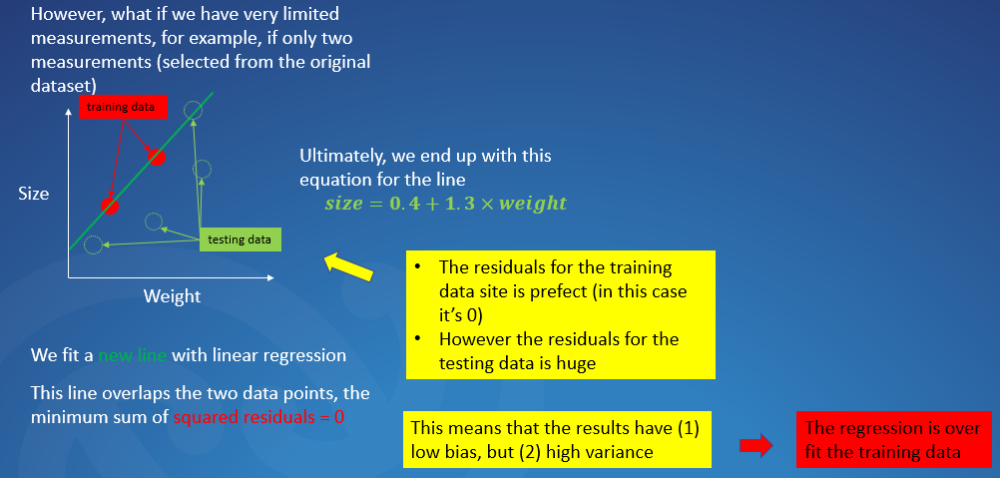 However, what if we have very limited
measurements, for example, if only two
measurements (selected from the original
dataset)
training data
Size
testing data
Weight
Ultimately, we end up with this
equation for the line
size = 0.4 + 1.3 × weight
• The residuals for the training
data site is prefect (in this case
it's 0)
• However the residuals for the
testing data is huge
We fit a new line with linear regression
This line overlaps the two data points, the
minimum sum of squared residuals = 0
This means that the results have (1)
low bias, but (2) high variance
The regression is over
fit the training data